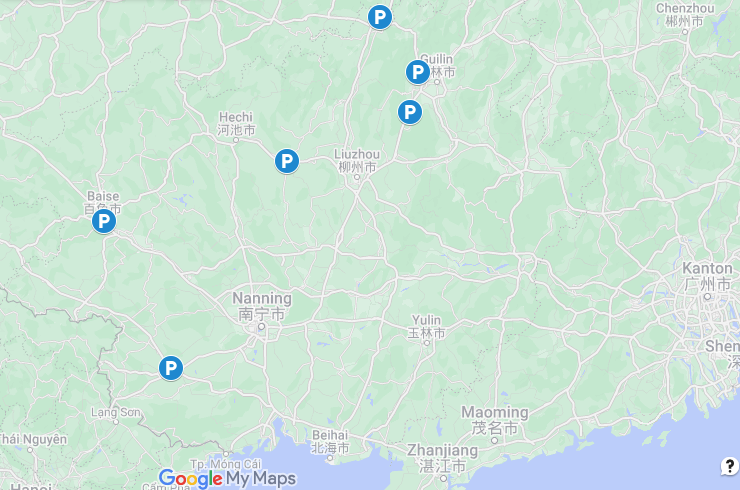 P
Chenzhou
郴州市
Guilin
林市
P
P
Hechi
河池市
P
Liuzhou
柳州市
Baise
百色市
P
Kanton
广州市
Nanning
南宁市
Yulin
玉林市
Shen
深
P
Lang Son
Maoming
茂名市
Beihai
北海市
Thái Nguyên
Zhanjiang
湛江市
Tp. Móng Cái
Google My Maps
?